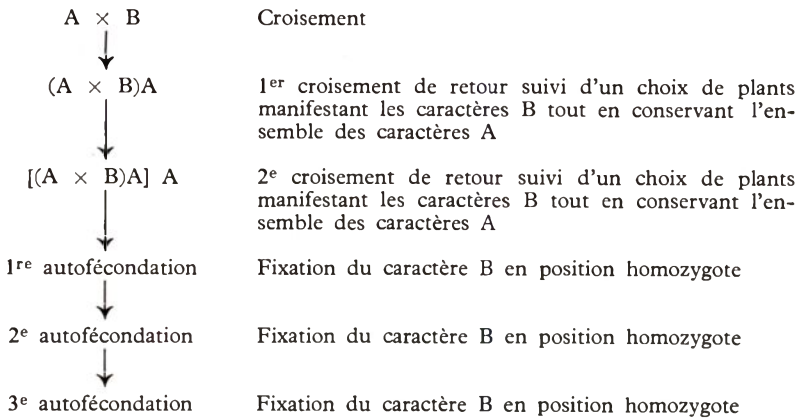 A × B Croisement
(A × B)A 1er croisement de retour suivi d'un choix de plants
manifestant les caractères B tout en conservant l'en-
semble des caractères A
[(A × B)A] A 2e croisement de retour suivi d'un choix de plants
manifestant les caractères B tout en conservant l'en-
semble des caractères A
1re autofécondation Fixation du caractère B en position homozygote
2e autofécondation Fixation du caractère B en position homozygote
3e autofécondation Fixation du caractère B en position homozygote